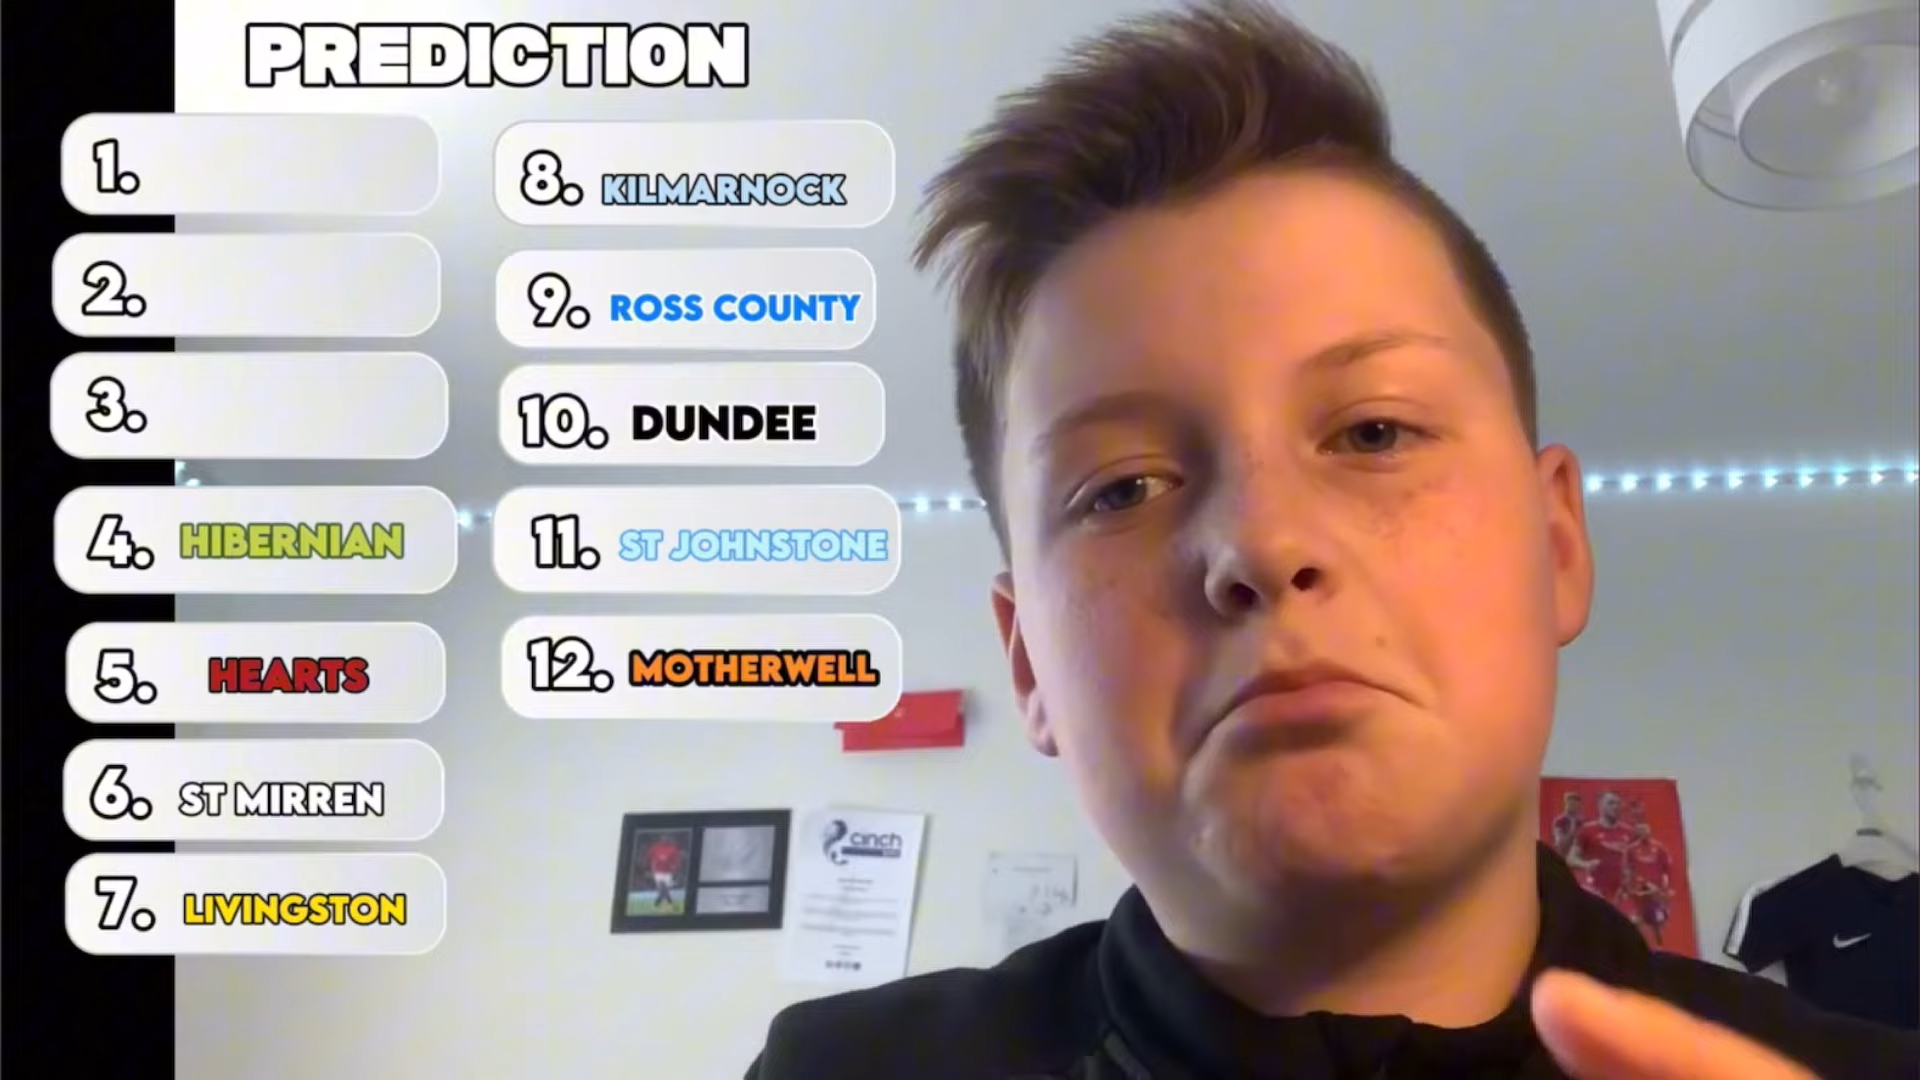 PREDICTION
1.
2.
3.
4. HIBERNIAN
5. HEARTS
6. ST MIRREN
7. LIVINGSTON
8. KILMARNOCK
9. ROSS COUNTY
10. DUNDEE
11. ST JOHNSTONE
12. MOTHERWELL
cinch